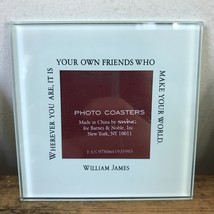 WHEREVER YOU ARE, IT IS
YOUR OWN FRIENDS WHO
MAKE YOUR WORLD.
PHOTO COASTERS
Made in China by
for Barnes & Noble, Inc
New York, NY 10011
WILLIAM JAMES